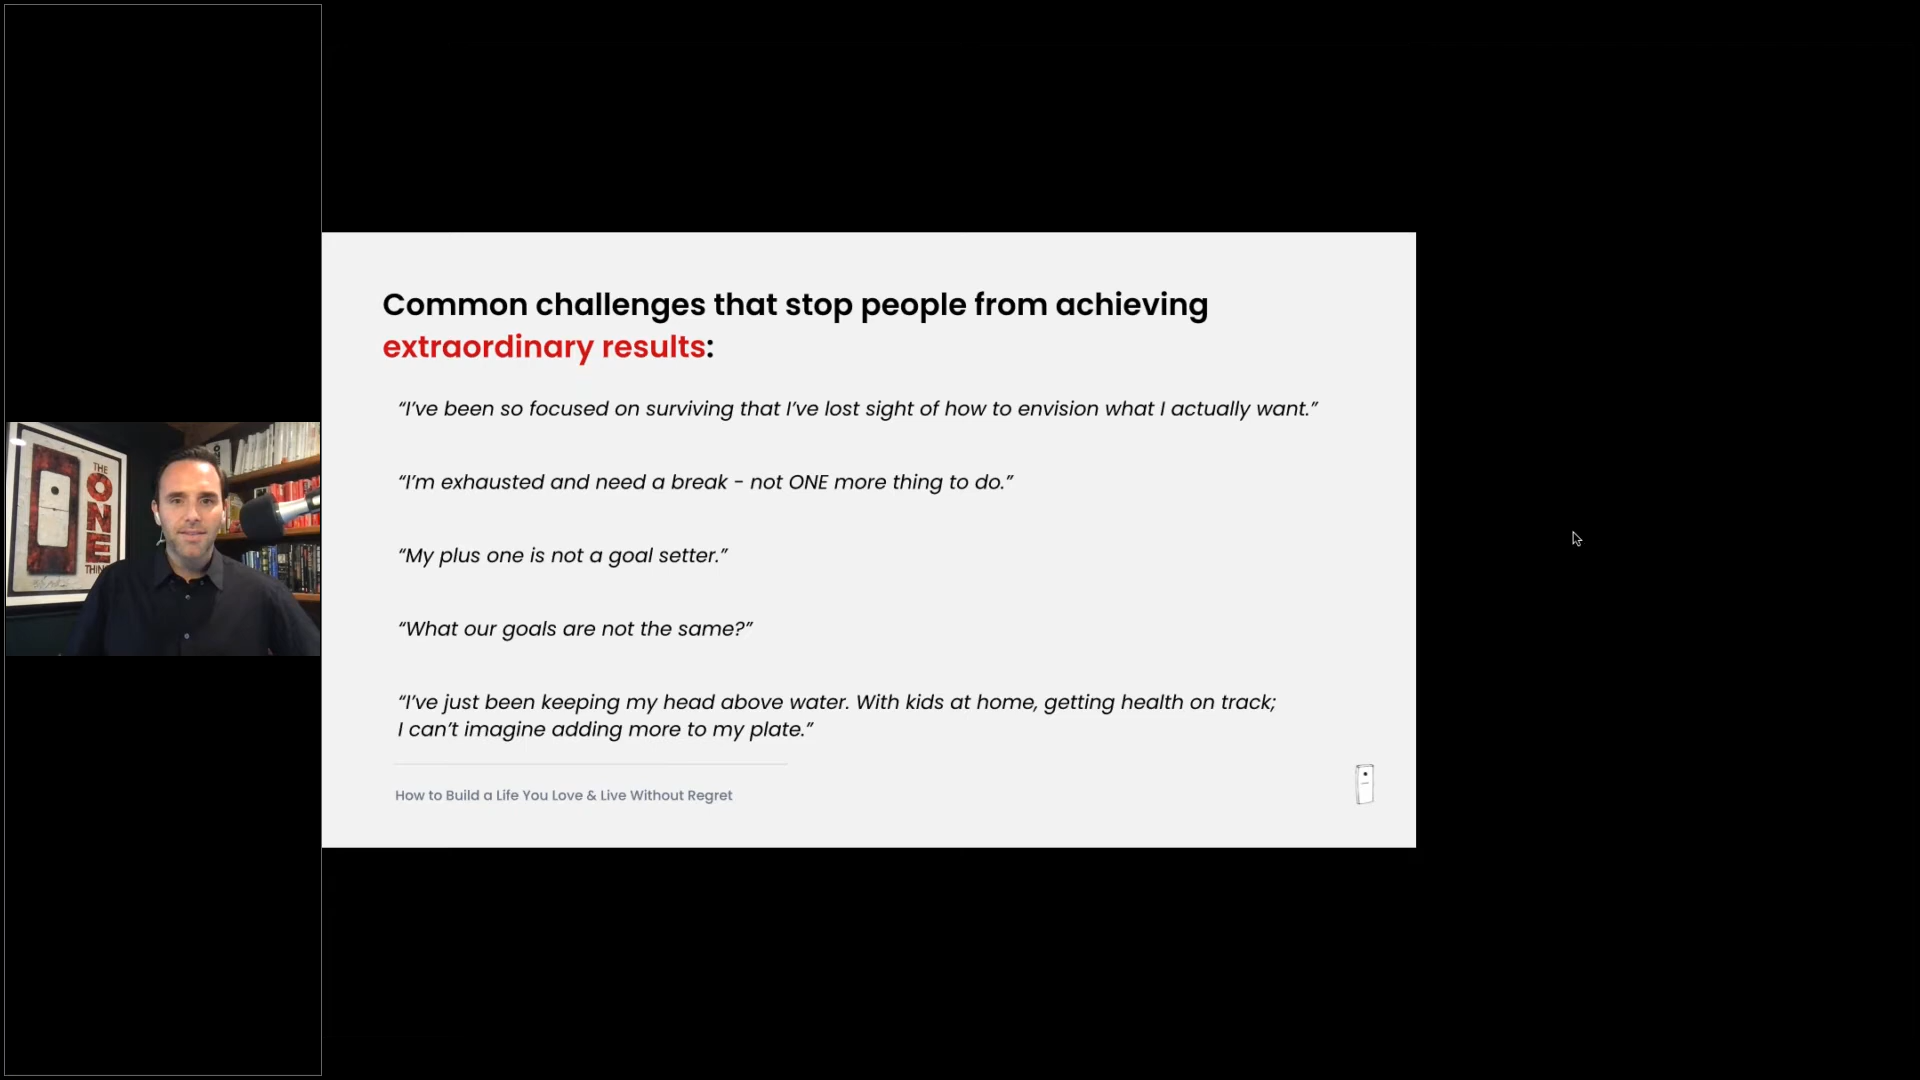 THE
ONE
THIN
Common challenges that stop people from achieving
extraordinary results:
“I’ve been so focused on surviving that I’ve lost sight of how to envision what I actually want.”
“I’m exhausted and need a break - not ONE more thing to do.”
“My plus one is not a goal setter.”
“What our goals are not the same?”
“I’ve just been keeping my head above water. With kids at home, getting health on track;
I can’t imagine adding more to my plate.”
How to Build a Life You Love & Live Without Regret